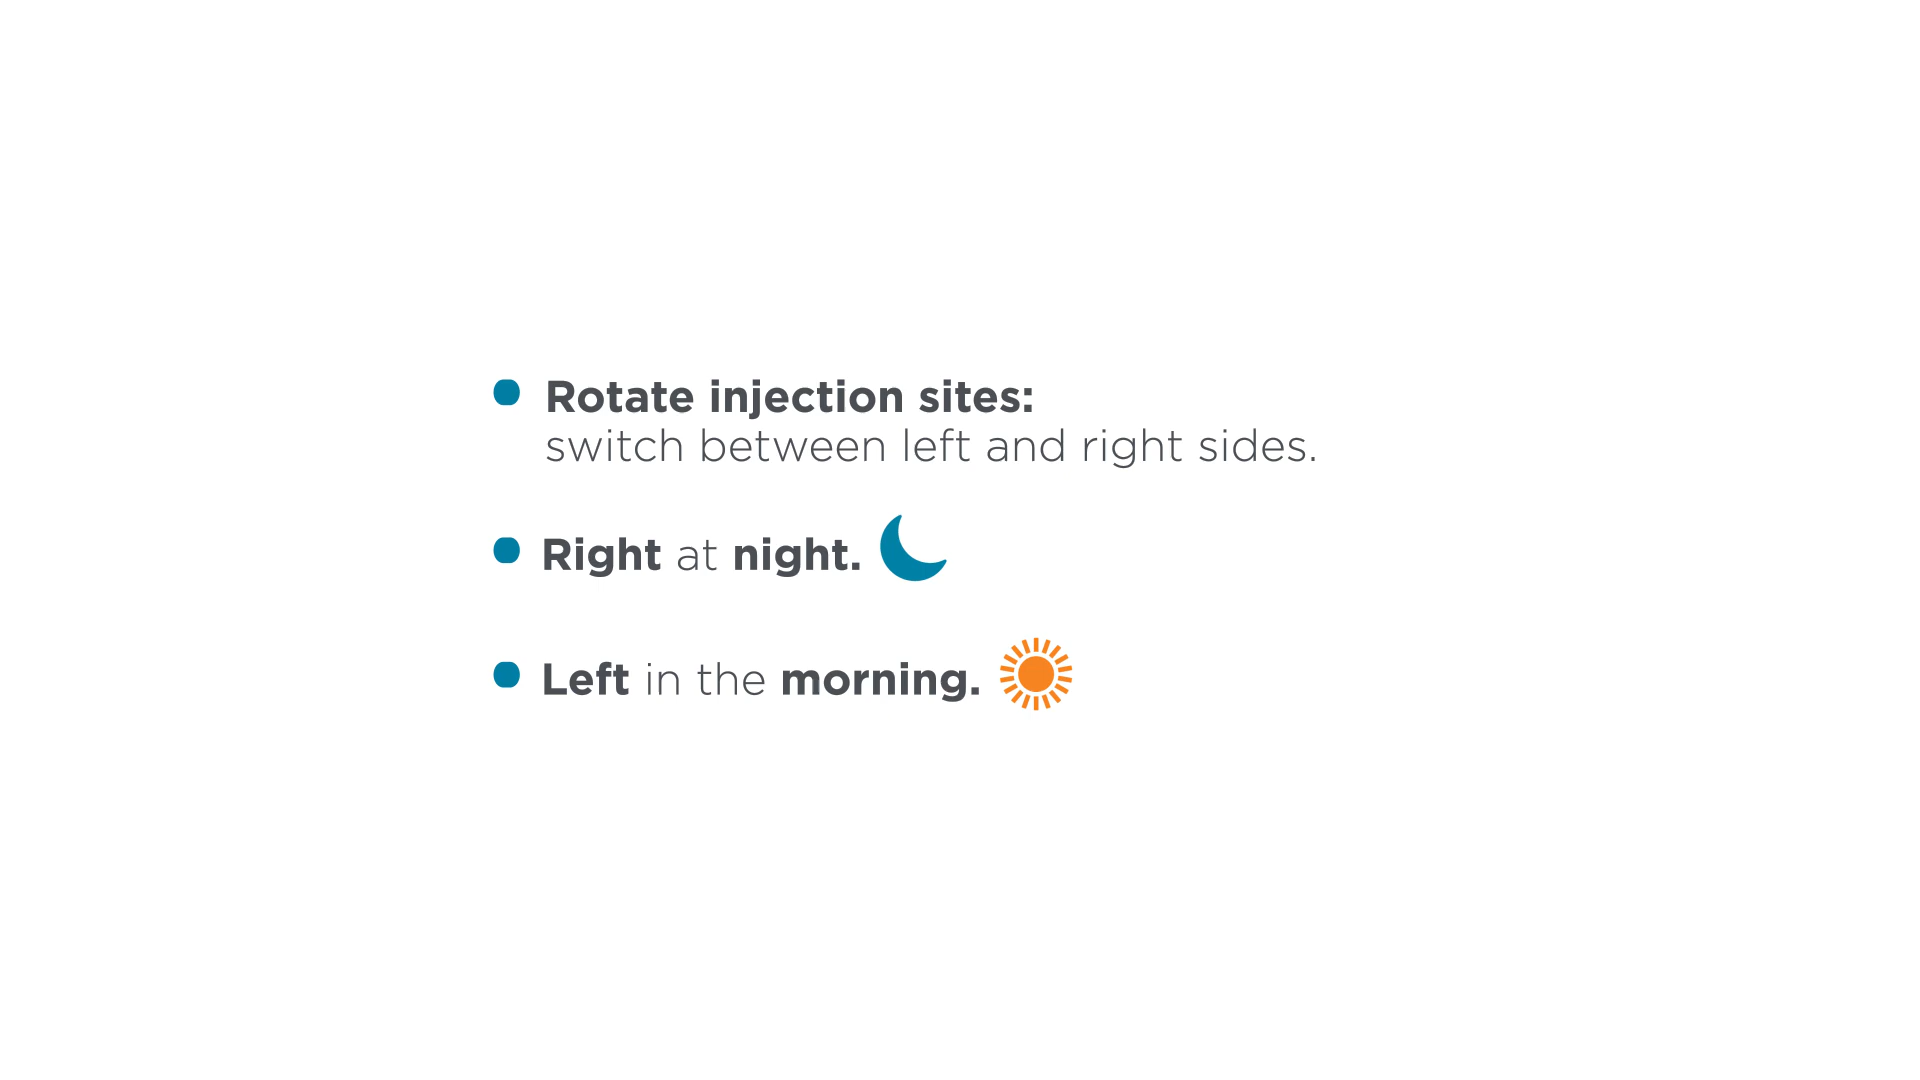 Rotate injection sites:
switch between left and right sides.
Right at night.
Left in the morning.